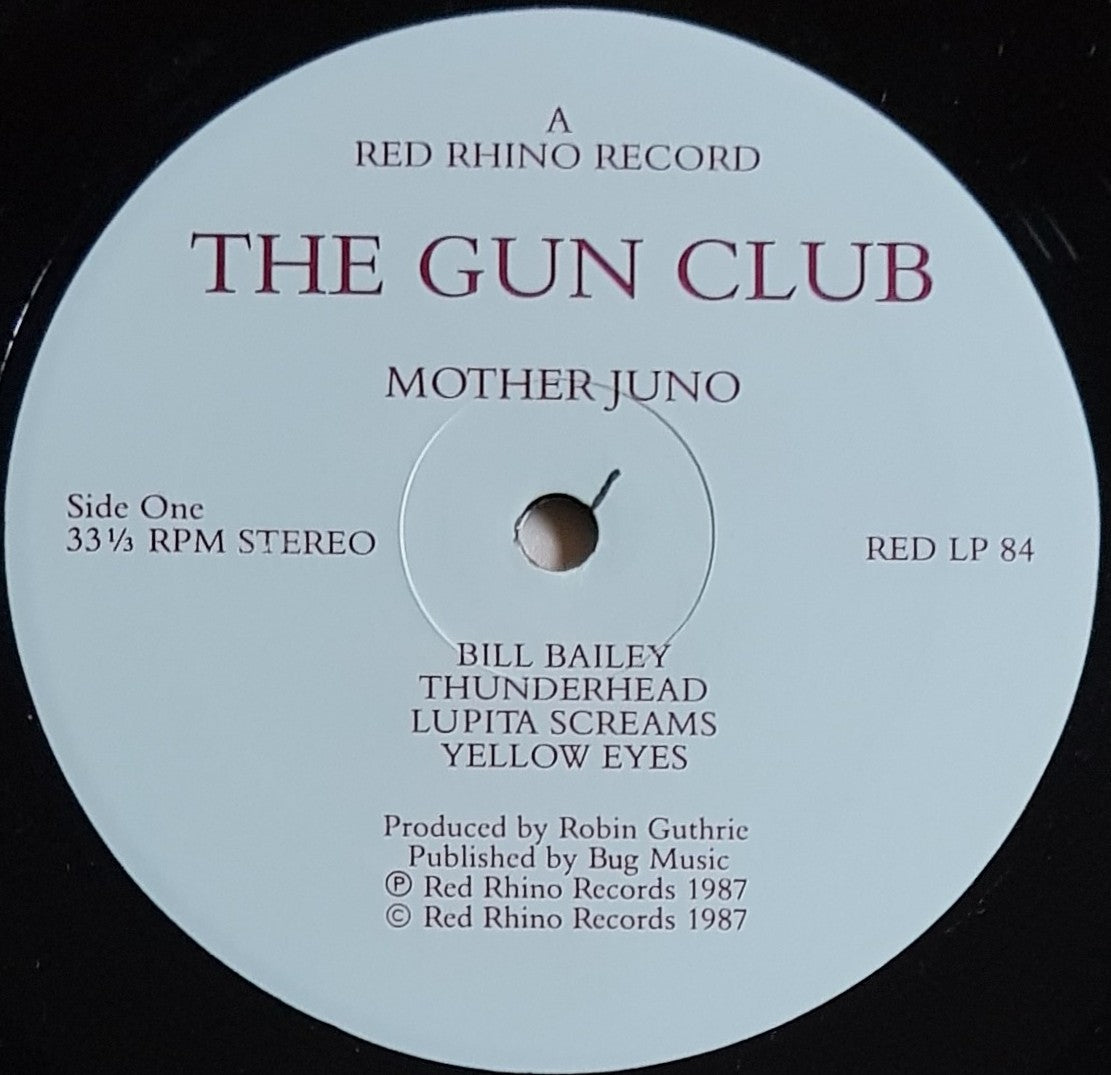 A
RED RHINO RECORD
THE GUN CLUB
MOTHER JUNO
Side One
33⅓ RPM STEREO
RED LP 84
BILL BAILEY
THUNDERHEAD
LUPITA SCREAMS
YELLOW EYES
Produced by Robin Guthrie
Published by Bug Music
℗ Red Rhino Records 1987
© Red Rhino Records 1987